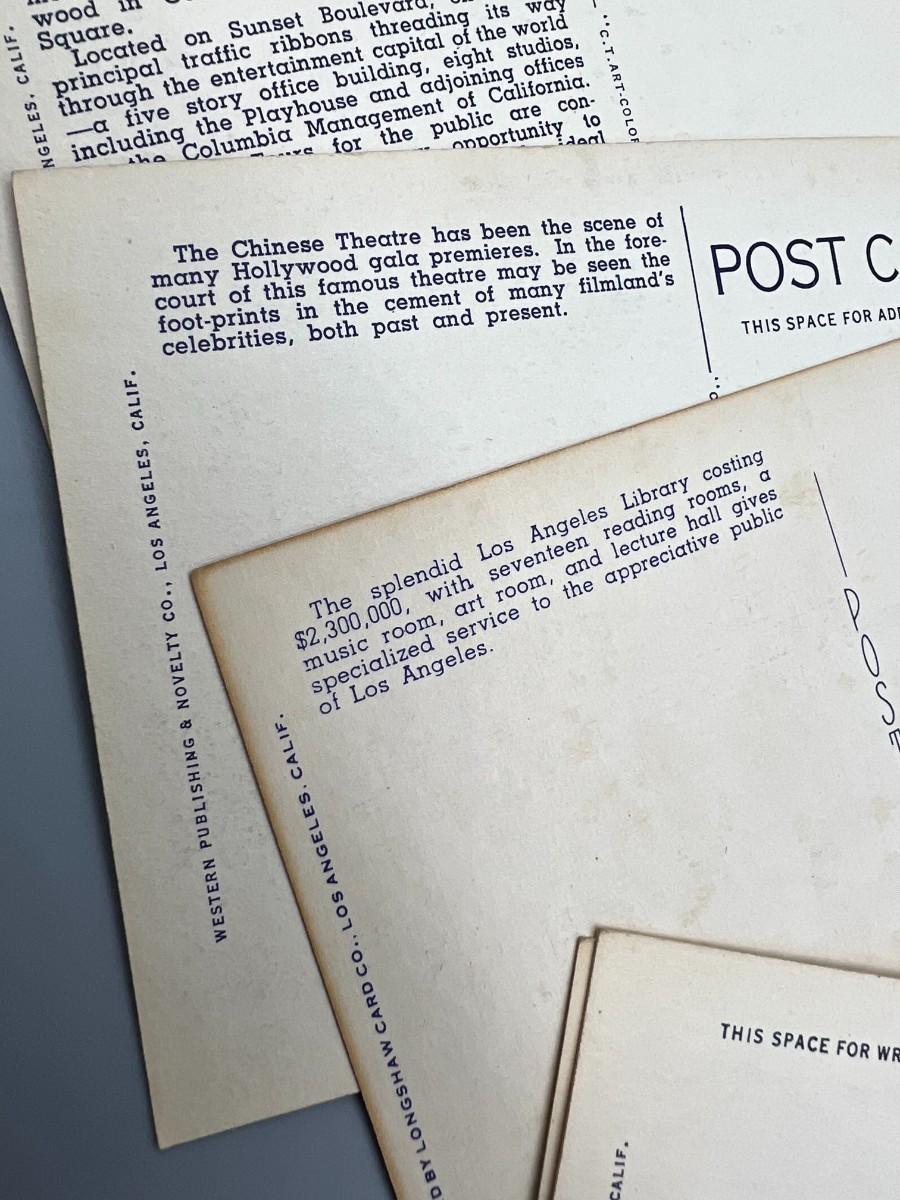 wood in
Square.
Located on Sunset Boulevard,
principal traffic ribbons threading its way
through the entertainment capital of the world
—a five story office building, eight studios,
including the Playhouse and adjoining offices
the Columbia Management of California.
Tours for the public are con-
opportunity to
ideal
ANGELES, CALIF.
C.T. ART-COLOR
The Chinese Theatre has been the scene of
many Hollywood gala premieres. In the fore-
court of this famous theatre may be seen the
foot-prints in the cement of many filmland's
celebrities, both past and present.
WESTERN PUBLISHING & NOVELTY CO., LOS ANGELES, CALIF.
POST C
THIS SPACE FOR ADD
The splendid Los Angeles Library costing
$2,300,000, with seventeen reading rooms, a
music room, art room, and lecture hall gives
specialized service to the appreciative public
of Los Angeles.
D BY LONGSHAW CARD CO., LOS ANGELES, CALIF.
POST
THIS SPACE FOR WR
CALIF.